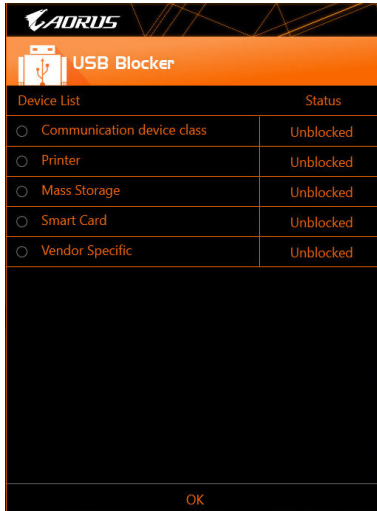 AORUS
USB Blocker
Device List Status
Communication device class Unblocked
Printer Unblocked
Mass Storage Unblocked
Smart Card Unblocked
Vendor Specific Unblocked
OK